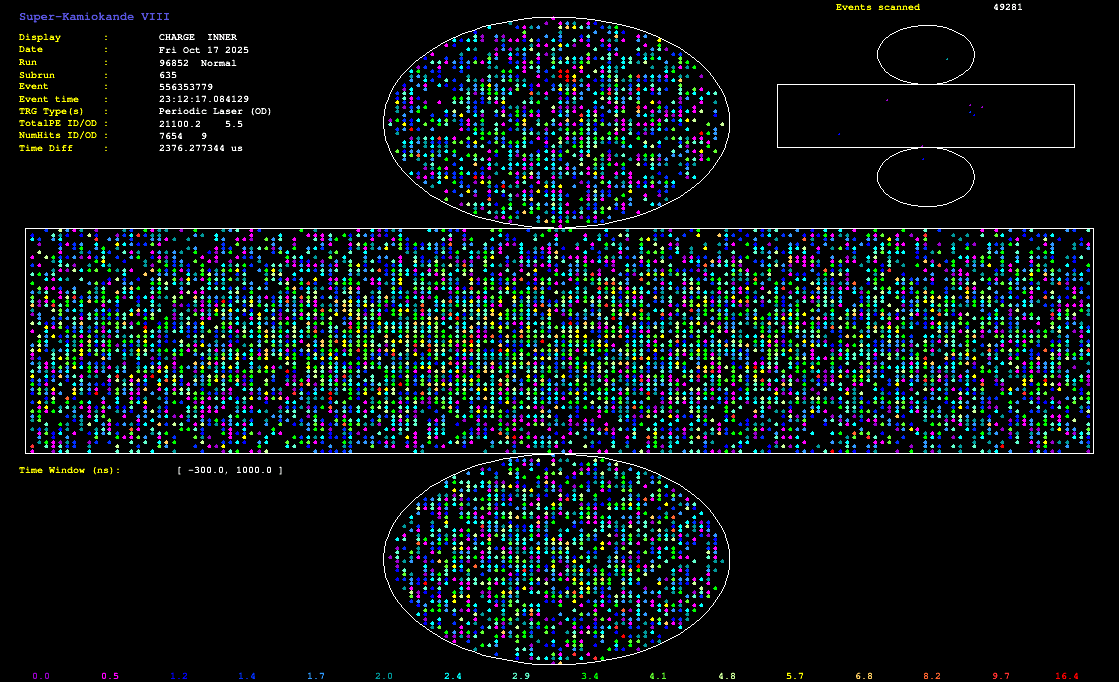 Super-Kamiokande VIII
Events scanned 49281
Display : CHARGE INNER
Date : Fri Oct 17 2025
Run : 96852 Normal
Subrun : 635
Event : 556353779
Event time : 23:12:17.084129
TRG Type(s) : Periodic Laser (OD)
TotalPE ID/OD : 21100.2 5.5
NumHits ID/OD : 7654 9
Time Diff : 2376.277344 us
Time Window (ns): [ -300.0, 1000.0 ]
0.0 0.5 1.2 1.4 1.7 2.0 2.4 2.9 3.4 4.1 4.8 5.7 6.8 8.2 9.7 16.4